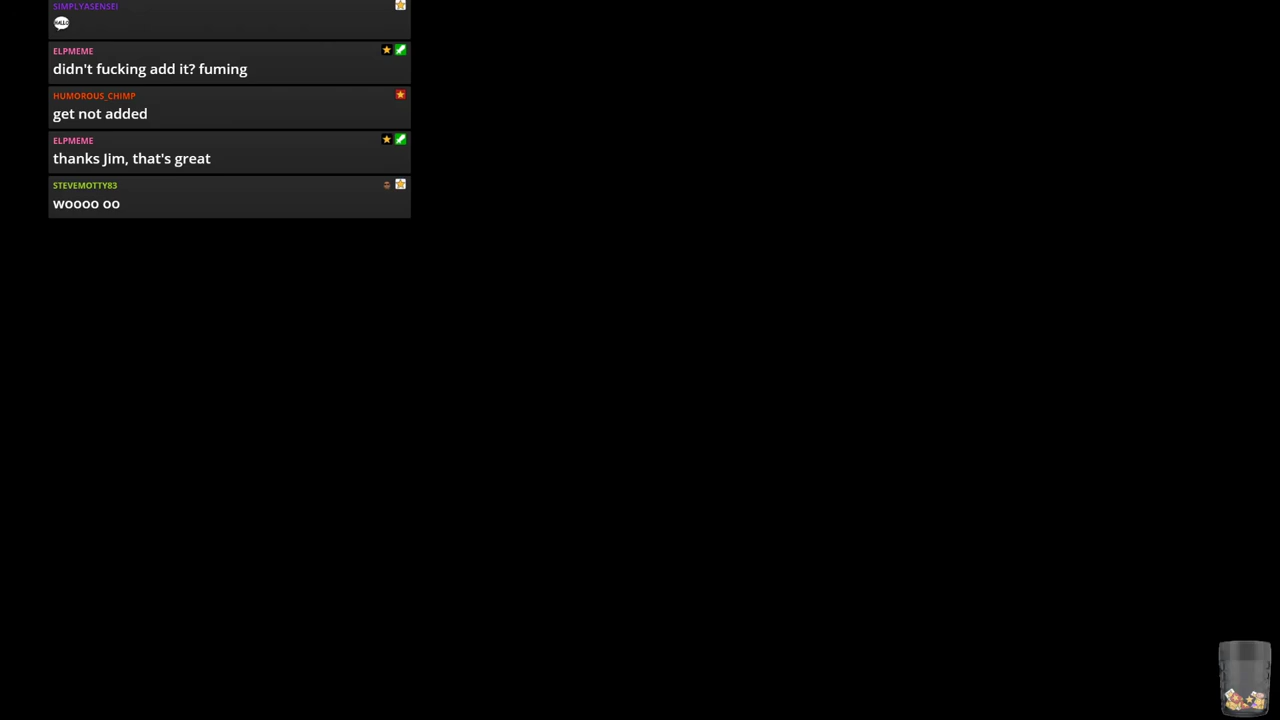 SIMPLYASENSEI
HALLO
ELPMEME
didn't fucking add it? fuming
HUMOROUS_CHIMP
get not added
ELPMEME
thanks Jim, that's great
STEVEMOTTY83
woooo oo